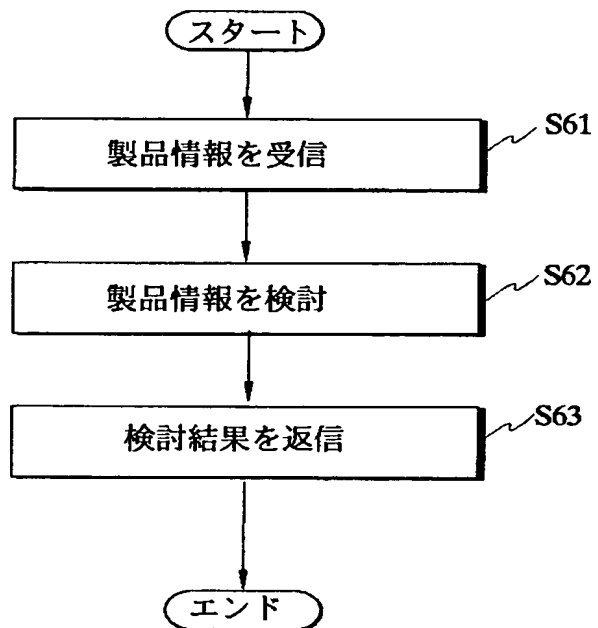 スタート
製品情報を受信
S61
製品情報を検討
S62
検討結果を返信
S63
エンド